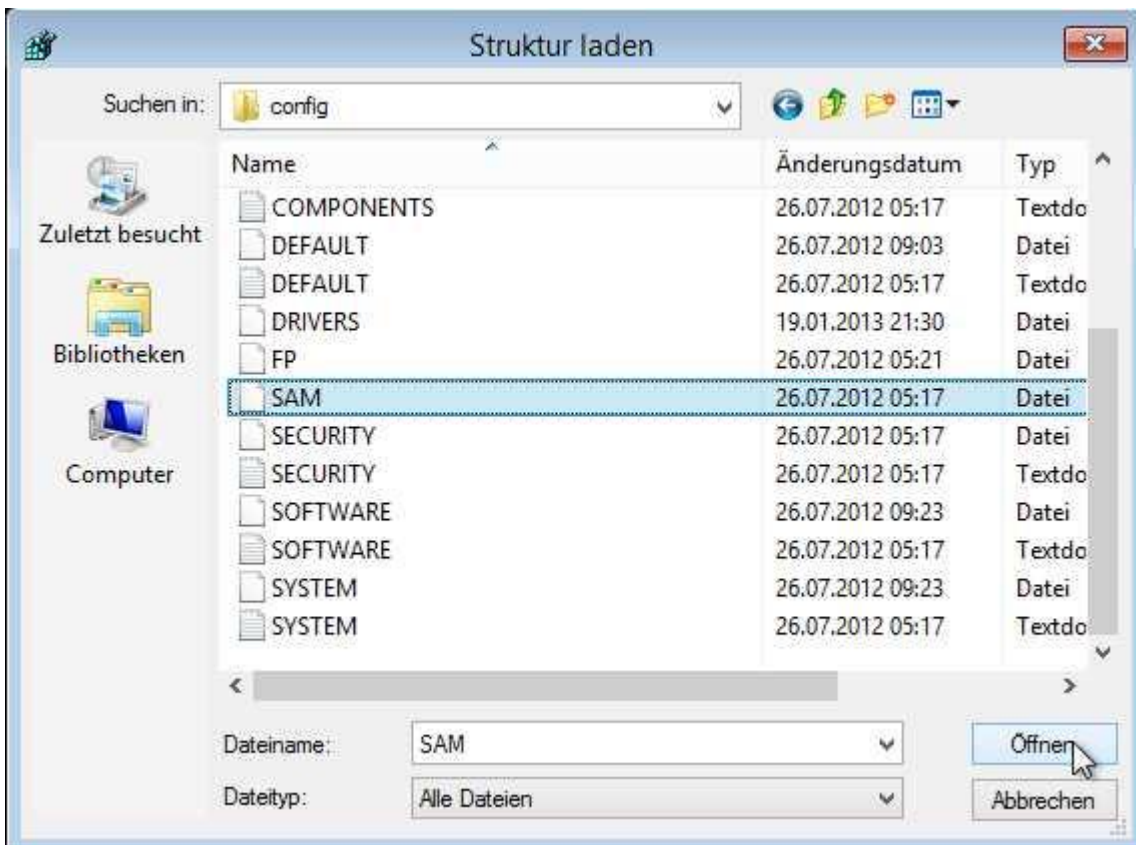 Struktur laden
Suchen in: config
Name Änderungsdatum Typ
COMPONENTS 26.07.2012 05:17 Textdo
DEFAULT 26.07.2012 09:03 Datei
DEFAULT 26.07.2012 05:17 Textdo
DRIVERS 19.01.2013 21:30 Datei
FP 26.07.2012 05:21 Datei
SAM 26.07.2012 05:17 Datei
SECURITY 26.07.2012 05:17 Datei
SECURITY 26.07.2012 05:17 Textdo
SOFTWARE 26.07.2012 09:23 Datei
SOFTWARE 26.07.2012 05:17 Textdo
SYSTEM 26.07.2012 09:23 Datei
SYSTEM 26.07.2012 05:17 Textdo
Zuletzt besucht
Bibliotheken
Computer
Dateiname: SAM Öffnen
Dateityp: Alle Dateien Abbrechen